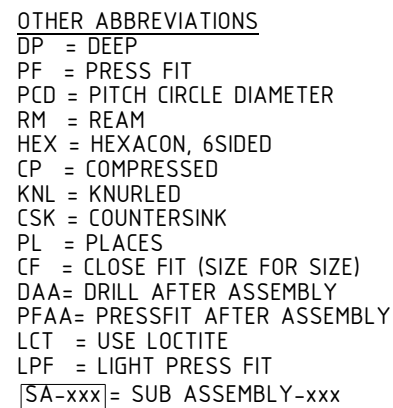 OTHER ABBREVIATIONS
DP = DEEP
PF = PRESS FIT
PCD = PITCH CIRCLE DIAMETER
RM = REAM
HEX = HEXACON, 6SIDED
CP = COMPRESSED
KNL = KNURLED
CSK = COUNTERSINK
PL = PLACES
CF = CLOSE FIT (SIZE FOR SIZE)
DAA= DRILL AFTER ASSEMBLY
PFAA= PRESSFIT AFTER ASSEMBLY
LCT = USE LOCTITE
LPF = LIGHT PRESS FIT
SA-xxx = SUB ASSEMBLY-xxx